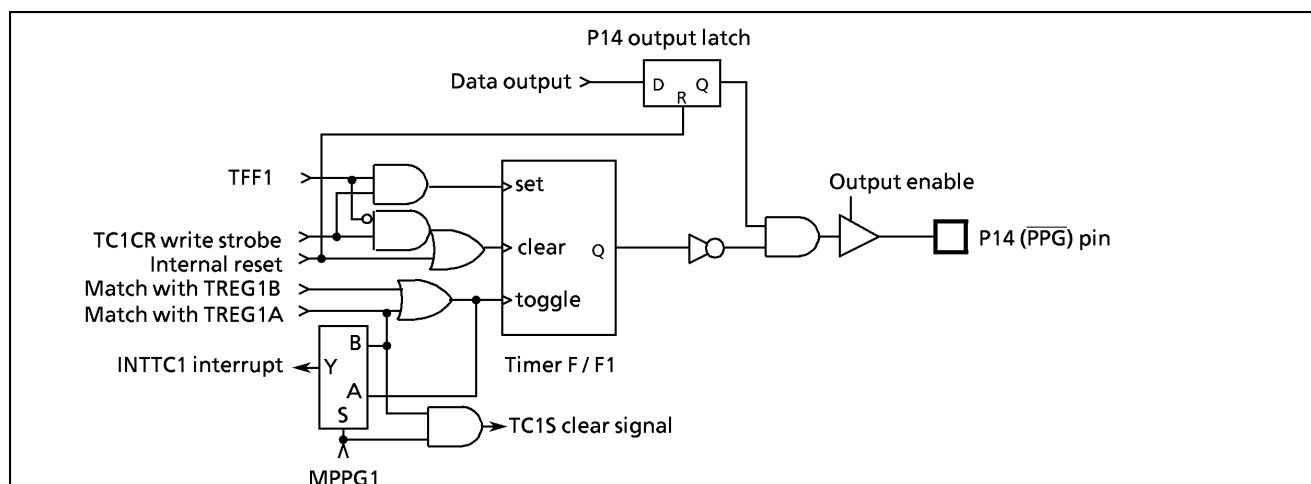 P14 output latch
Data output
D Q
R
TFF1
set
Output enable
TC1CR write strobe
Internal reset
clear
Q
P14 (PPG) pin
Match with TREG1B
Match with TREG1A
toggle
B
INTTC1 interrupt
Y
Timer F / F1
A
S
TC1S clear signal
MPPG1